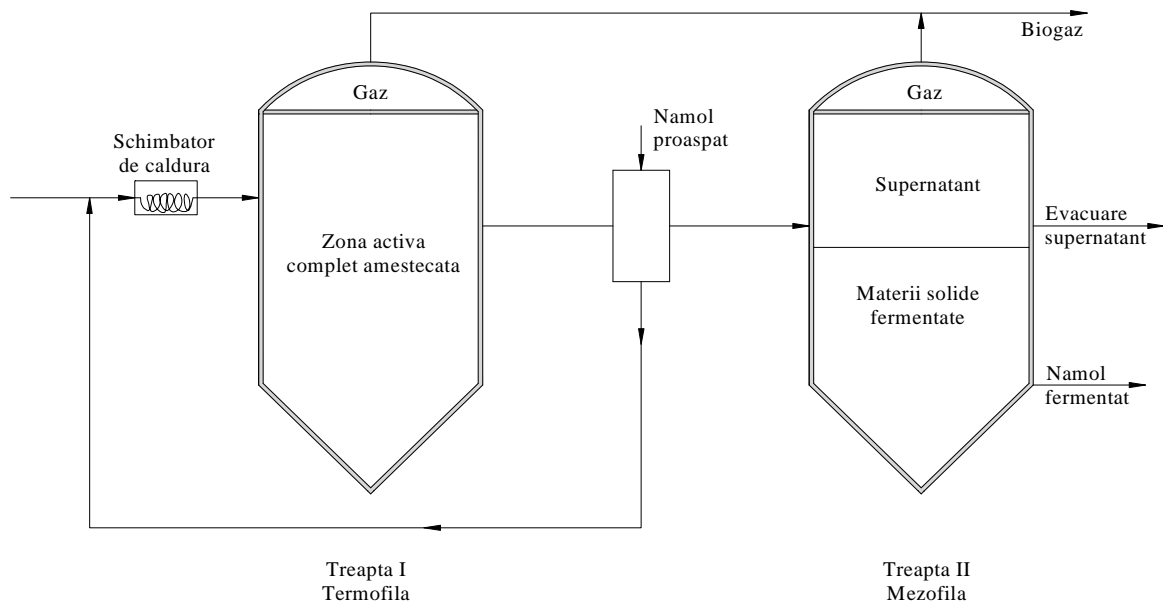 Biogaz
Gaz
Gaz
Schimbator
de caldura
Namol
proaspat
Supernatant
Zona activa
complet amestecata
Evacuare
supernatant
Materii solide
fermentate
Namol
fermentat
Treapta I
Termofila
Treapta II
Mezofila